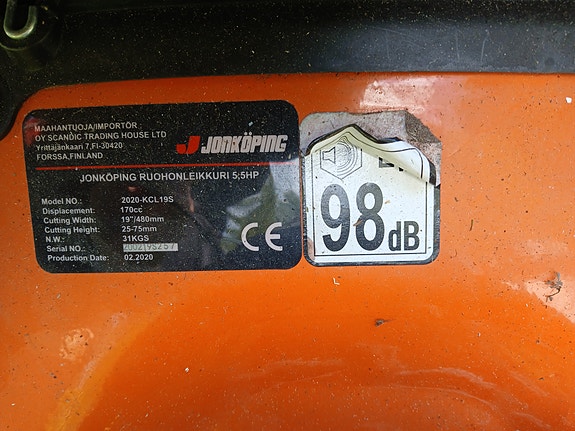 MAAHANTUOJA/IMPORTÖR
OY SCANDIC TRADING HOUSE LTD
Yrittäjänkaari 7,FI-30420
FORSSA,FINLAND
JONKÖPING
JONKÖPING RUOHONLEIKKURI 5;5HP
Model NO.: 2020-KCL19S
Displacement: 170cc
Cutting Width: 19"/480mm
Cutting Height: 25-75mm
N.W.: 31KGS
Serial NO.:
Production Date: 02.2020
CE
98dB